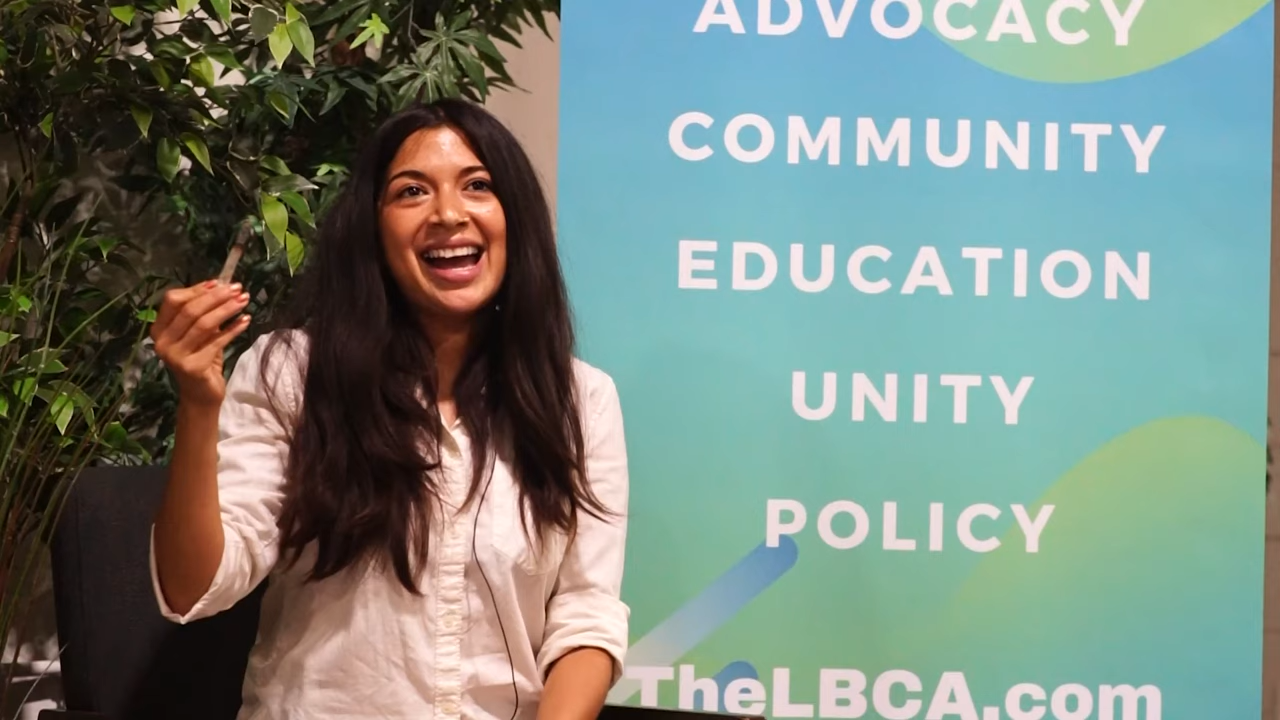 ADVOCACY
COMMUNITY
EDUCATION
UNITY
POLICY
TheLBCA.com